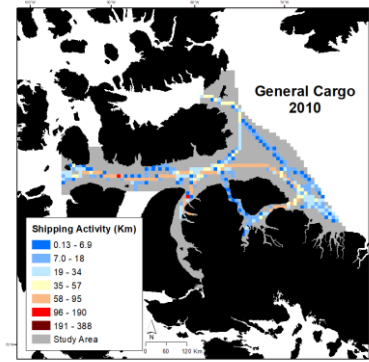 General Cargo
2010
Shipping Activity (Km)
0.13 - 6.9
7.0 - 18
19 - 34
35 - 57
58 - 95
96 - 190
191 - 388
Study Area
N
0 60 120 Km